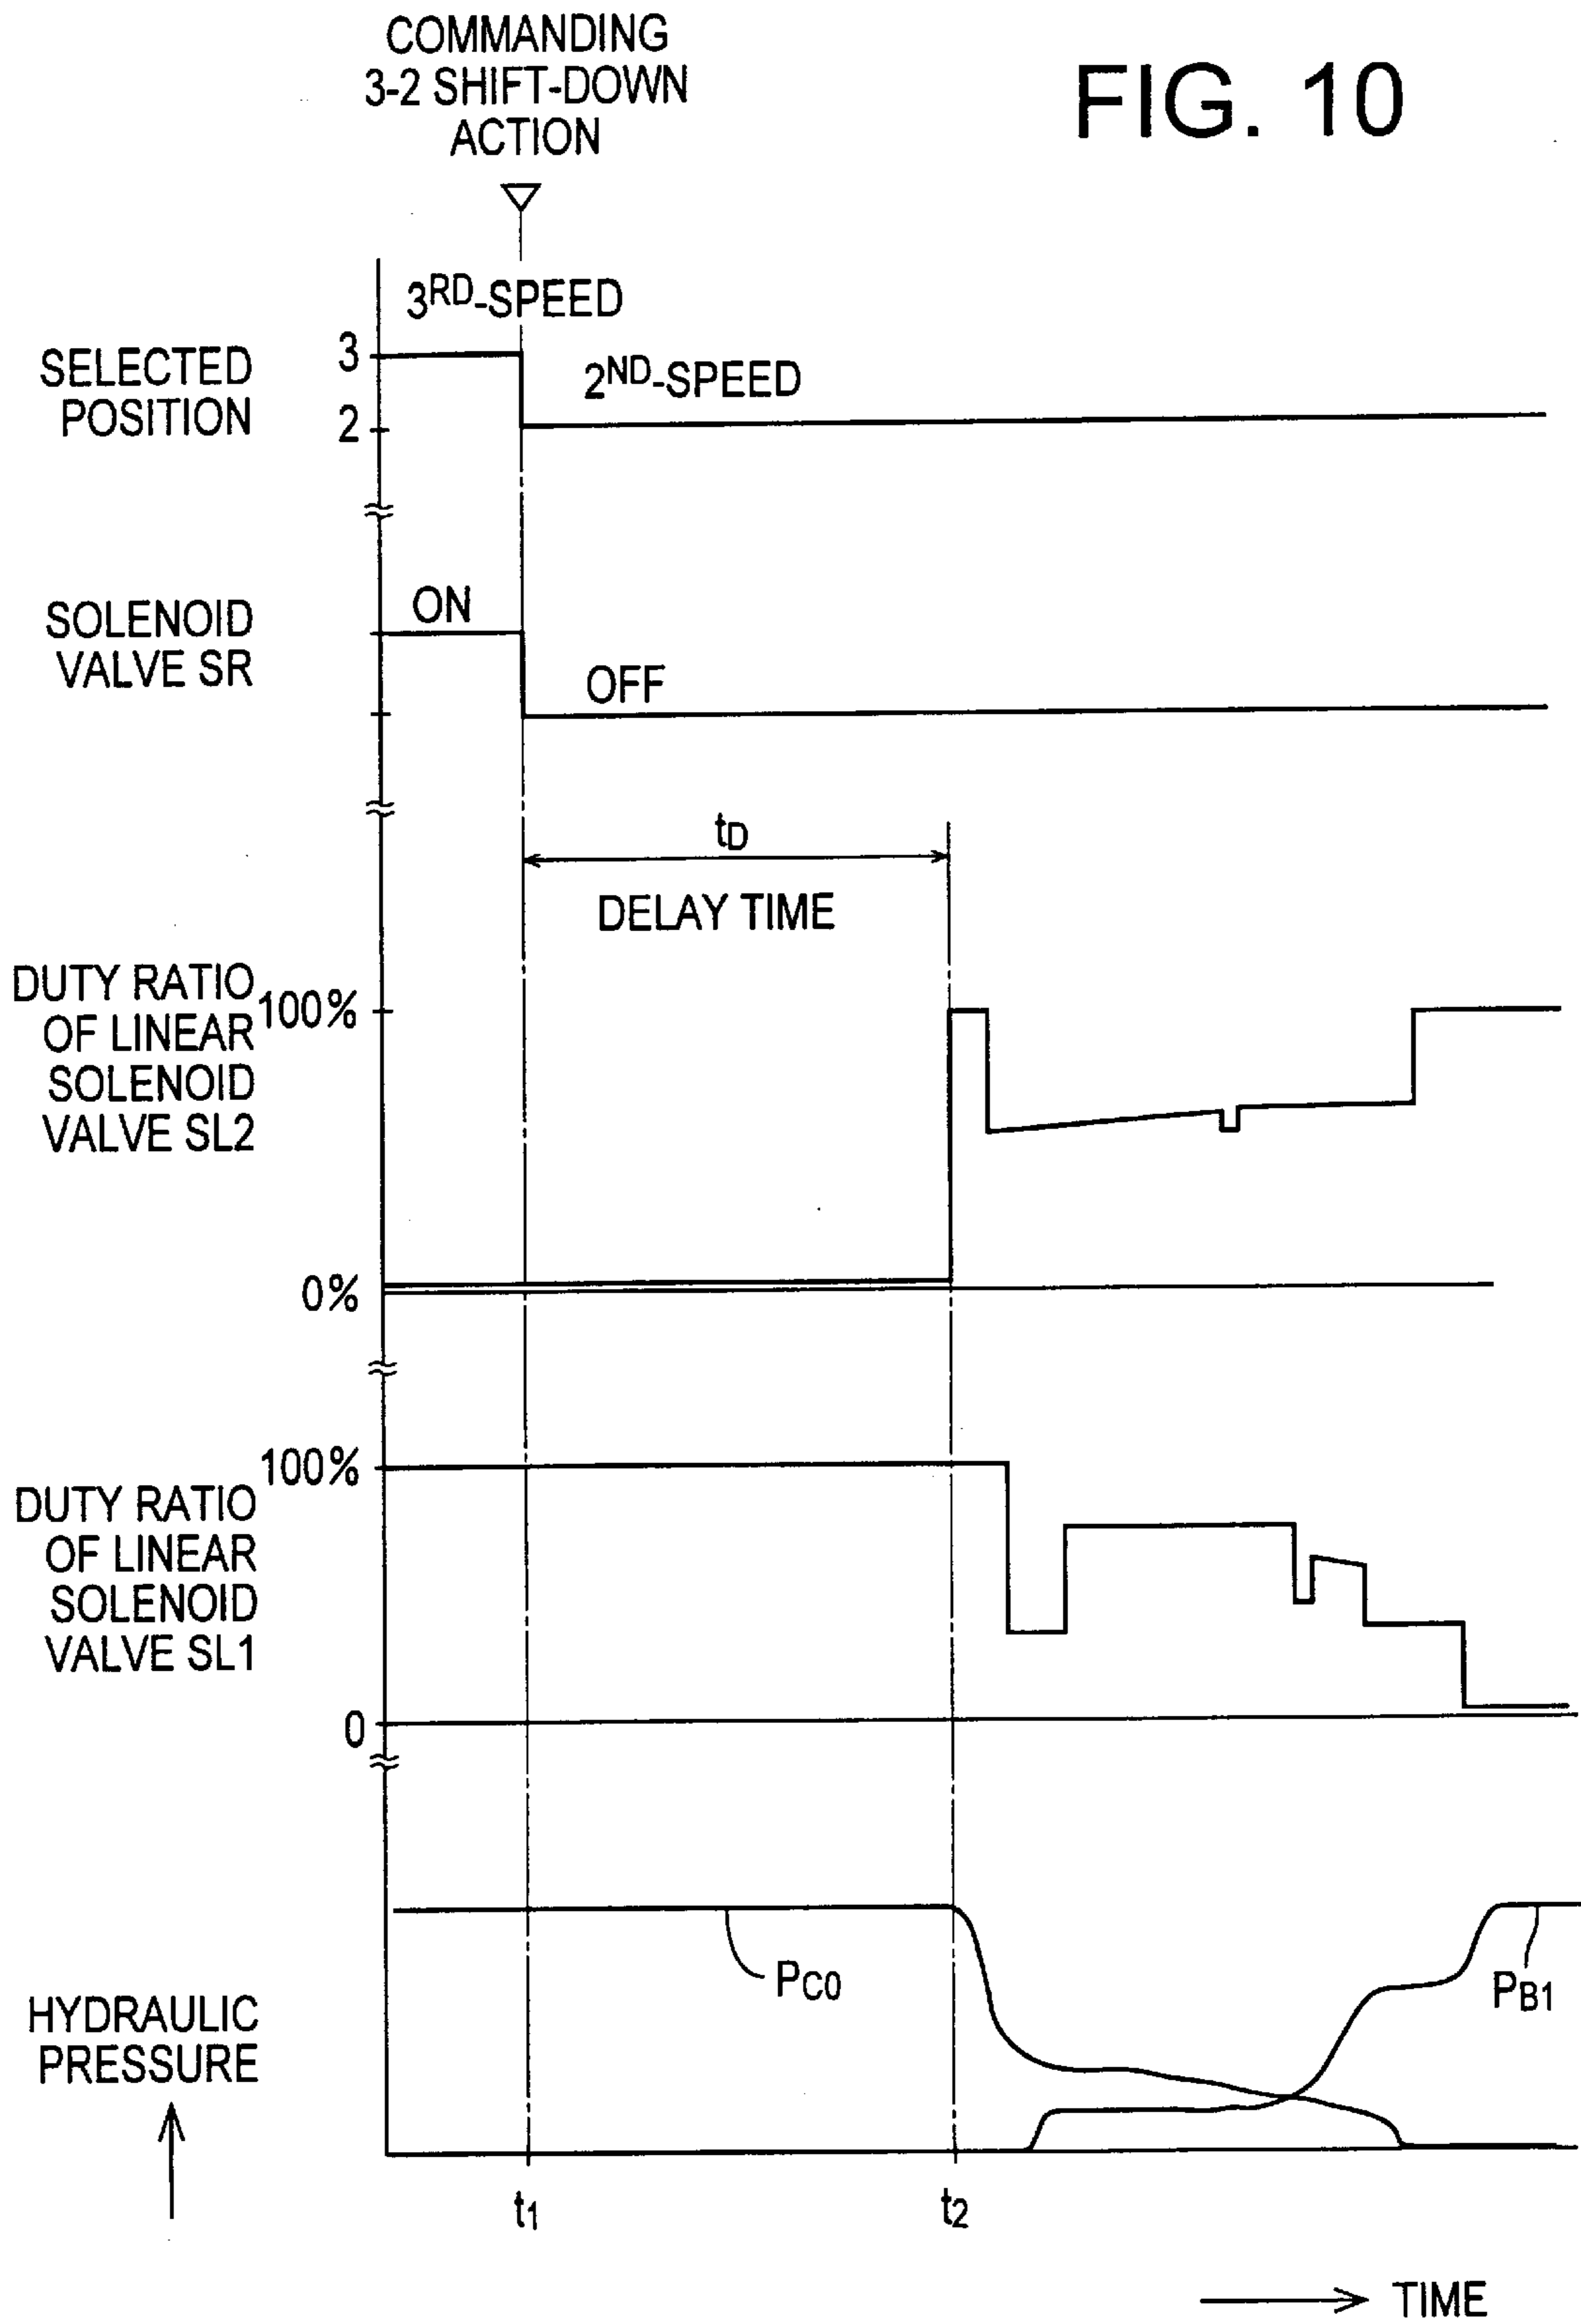 COMMANDING
3-2 SHIFT-DOWN
ACTION
FIG. 10
3RD-SPEED
SELECTED
POSITION
3
2
2ND-SPEED
SOLENOID
VALVE SR
ON
OFF
tD
DELAY TIME
DUTY RATIO
OF LINEAR
SOLENOID
VALVE SL2
100%
0%
DUTY RATIO
OF LINEAR
SOLENOID
VALVE SL1
100%
0
HYDRAULIC
PRESSURE
PC0
PB1
t1
t2
TIME